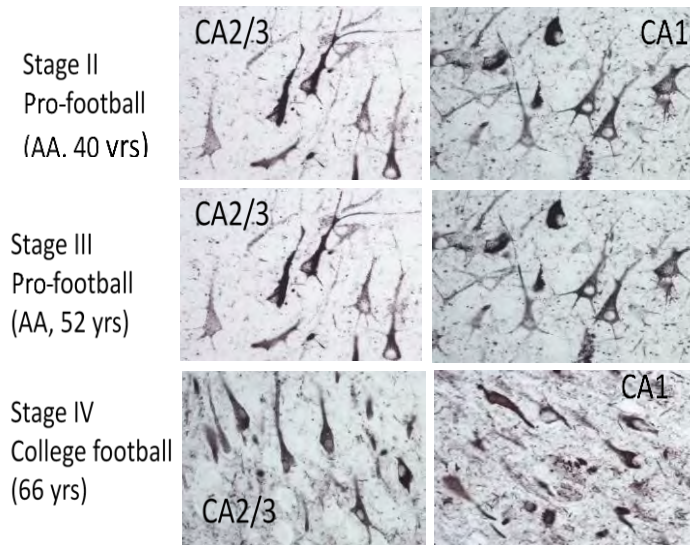 CA2/3
CA1
Stage II
Pro-football
(AA. 40 yrs)
CA2/3
Stage III
Pro-football
(AA, 52 yrs)
Stage IV
College football
(66 yrs)
CA2/3
CA1